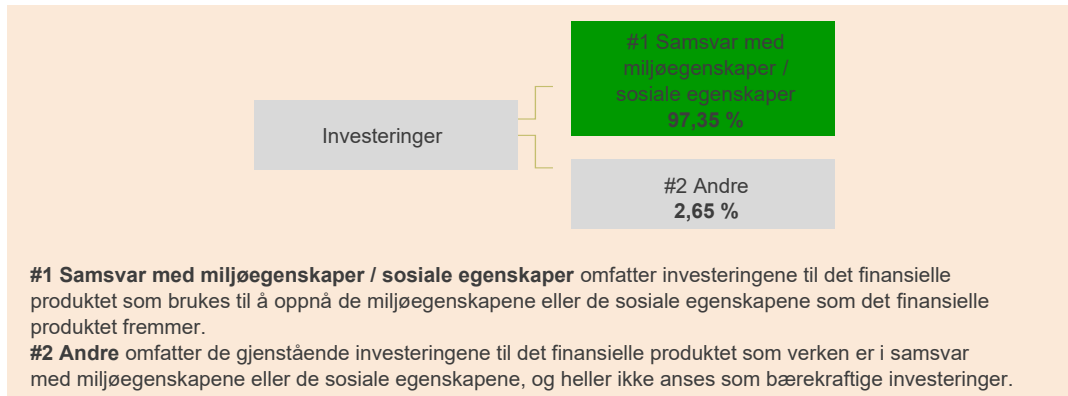 #1 Samsvar med
miljøegenskaper /
sosiale egenskaper
97,35 %
Investeringer
#2 Andre
2,65 %
#1 Samsvar med miljøegenskaper / sosiale egenskaper omfatter investeringene til det finansielle
produktet som brukes til å oppnå de miljøegenskapene eller de sosiale egenskapene som det finansielle
produktet fremmer.
#2 Andre omfatter de gjenstående investeringene til det finansielle produktet som verken er i samsvar
med miljøegenskapene eller de sosiale egenskapene, og heller ikke anses som bærekraftige investeringer.